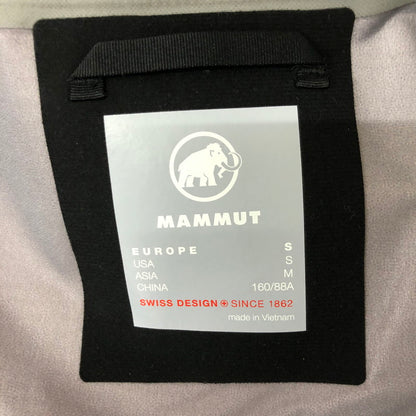 MAMMUT
EUROPE S
USA S
ASIA M
CHINA 160/88A
SWISS DESIGN + SINCE 1862
made in Vietnam